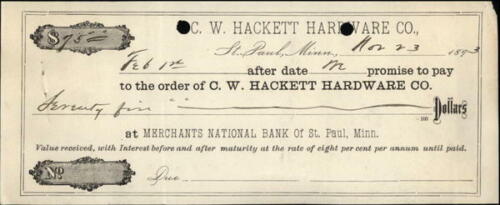 $75 00
C. W. HACKETT HARDWARE CO.,
St. Paul, Minn., Nov 23 1893
Feb 1st after date promise to pay
to the order of C. W. HACKETT HARDWARE CO.
Seventy five 100 Dollars
at MERCHANTS NATIONAL BANK Of St. Paul, Minn.
Value received, with Interest before and after maturity at the rate of eight per cent per annum until paid.
No. Due